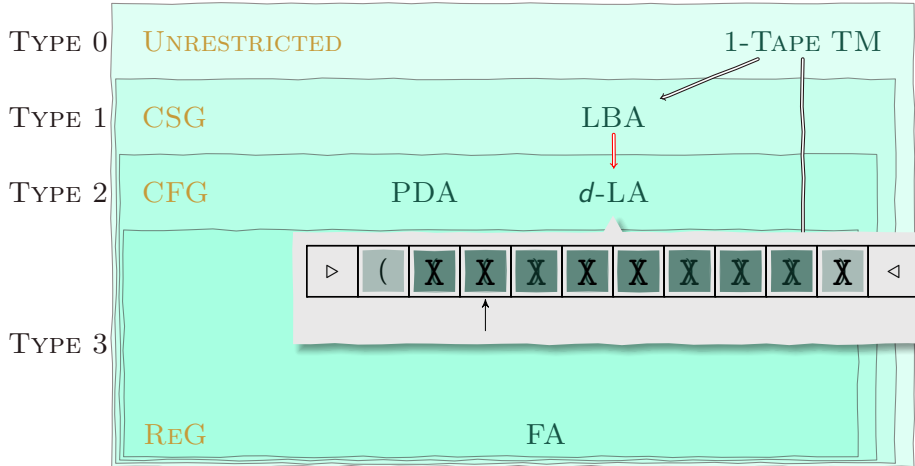 TYPE 0 UNRESTRICTED 1-TAPE TM
TYPE 1 CSG LBA
TYPE 2 CFG PDA d-LA
▷ ( X X X X X X X X X ◁
TYPE 3
REG FA